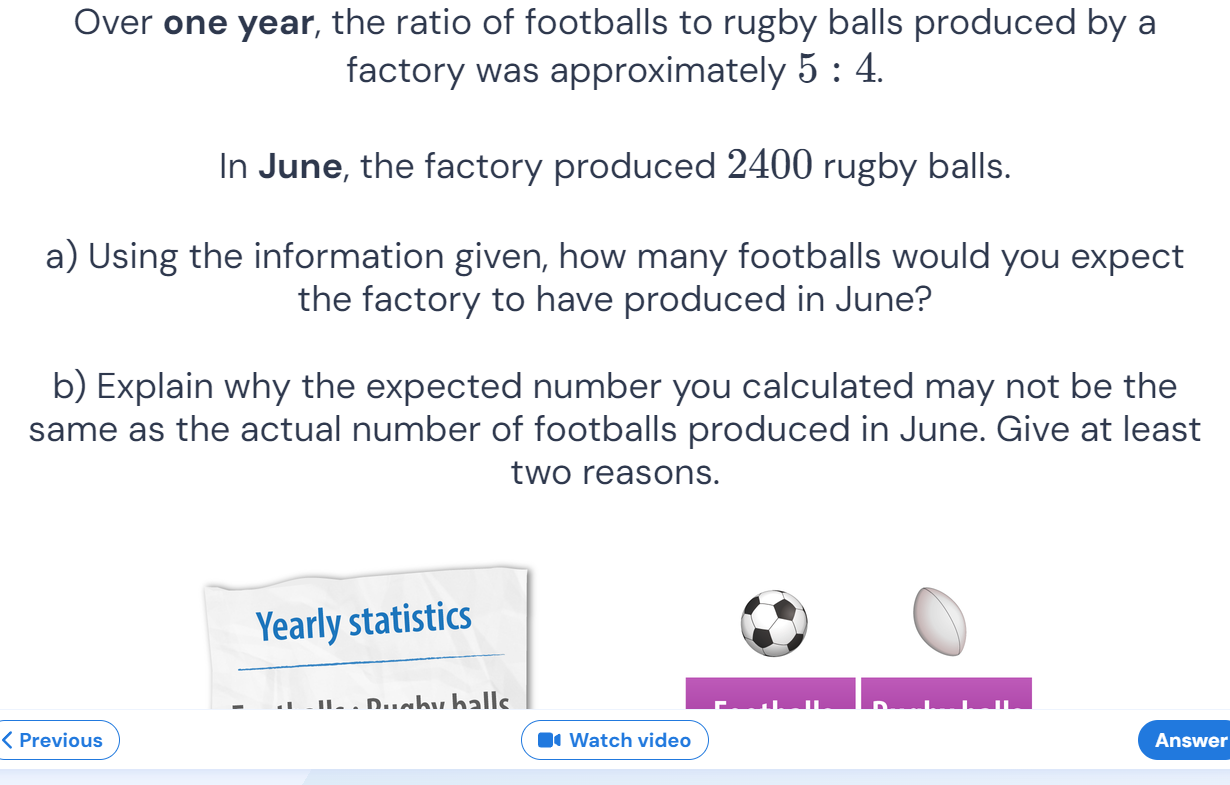 Over one year, the ratio of footballs to rugby balls produced by a
factory was approximately 5 : 4.
In June, the factory produced 2400 rugby balls.
a) Using the information given, how many footballs would you expect
the factory to have produced in June?
b) Explain why the expected number you calculated may not be the
same as the actual number of footballs produced in June. Give at least
two reasons.
Yearly statistics
Footballs : Rugby balls
Footballs Rugby balls
Previous
Watch video
Answer